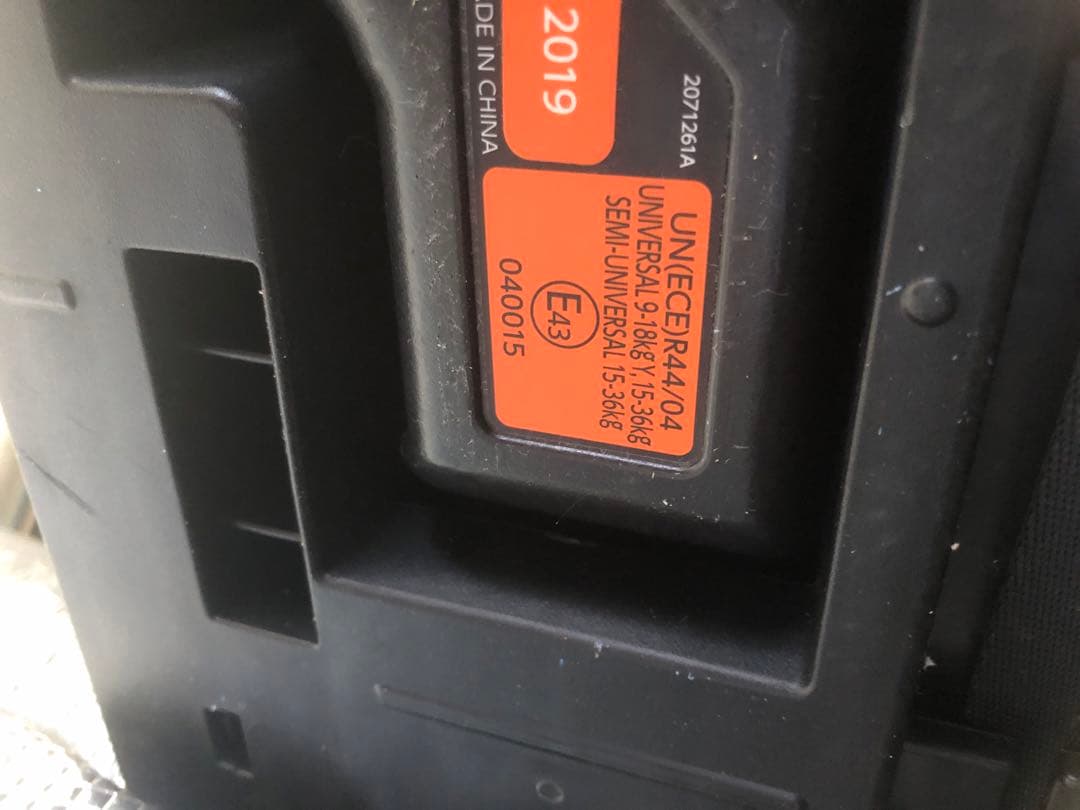 2071261A
2019
MADE IN CHINA
UN(ECE)R44/04
UNIVERSAL 9-18kg Y, 15-36kg
SEMI-UNIVERSAL 15-36kg
E43
040015